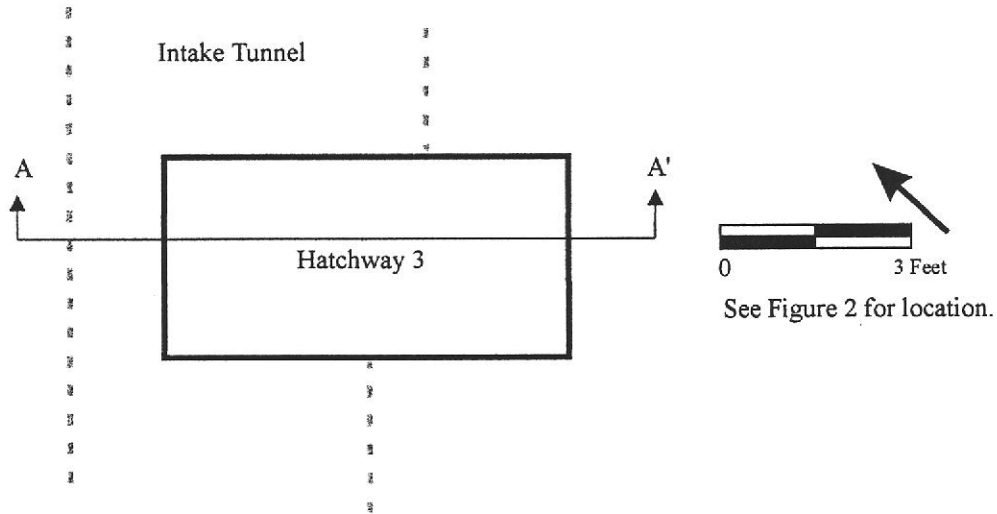 Intake Tunnel
A
A'
Hatchway 3
0
3 Feet
See Figure 2 for location.